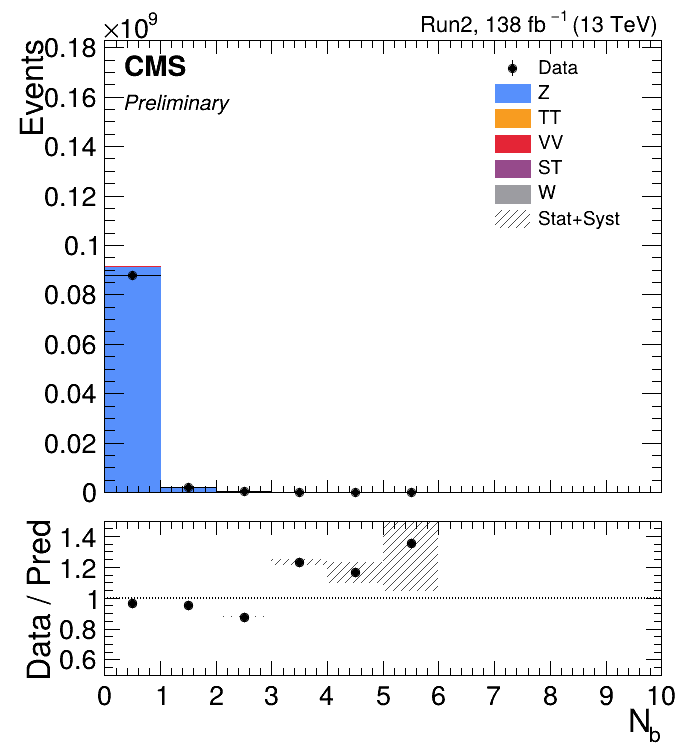 ×10⁹
Run2, 138 fb⁻¹ (13 TeV)
Events
0.18
0.16
0.14
0.12
0.1
0.08
0.06
0.04
0.02
0
CMS
Preliminary
Data
Z
TT
VV
ST
W
Stat+Syst
Data / Pred
1.4
1.2
1
0.8
0.6
0 1 2 3 4 5 6 7 8 9 10
N_b